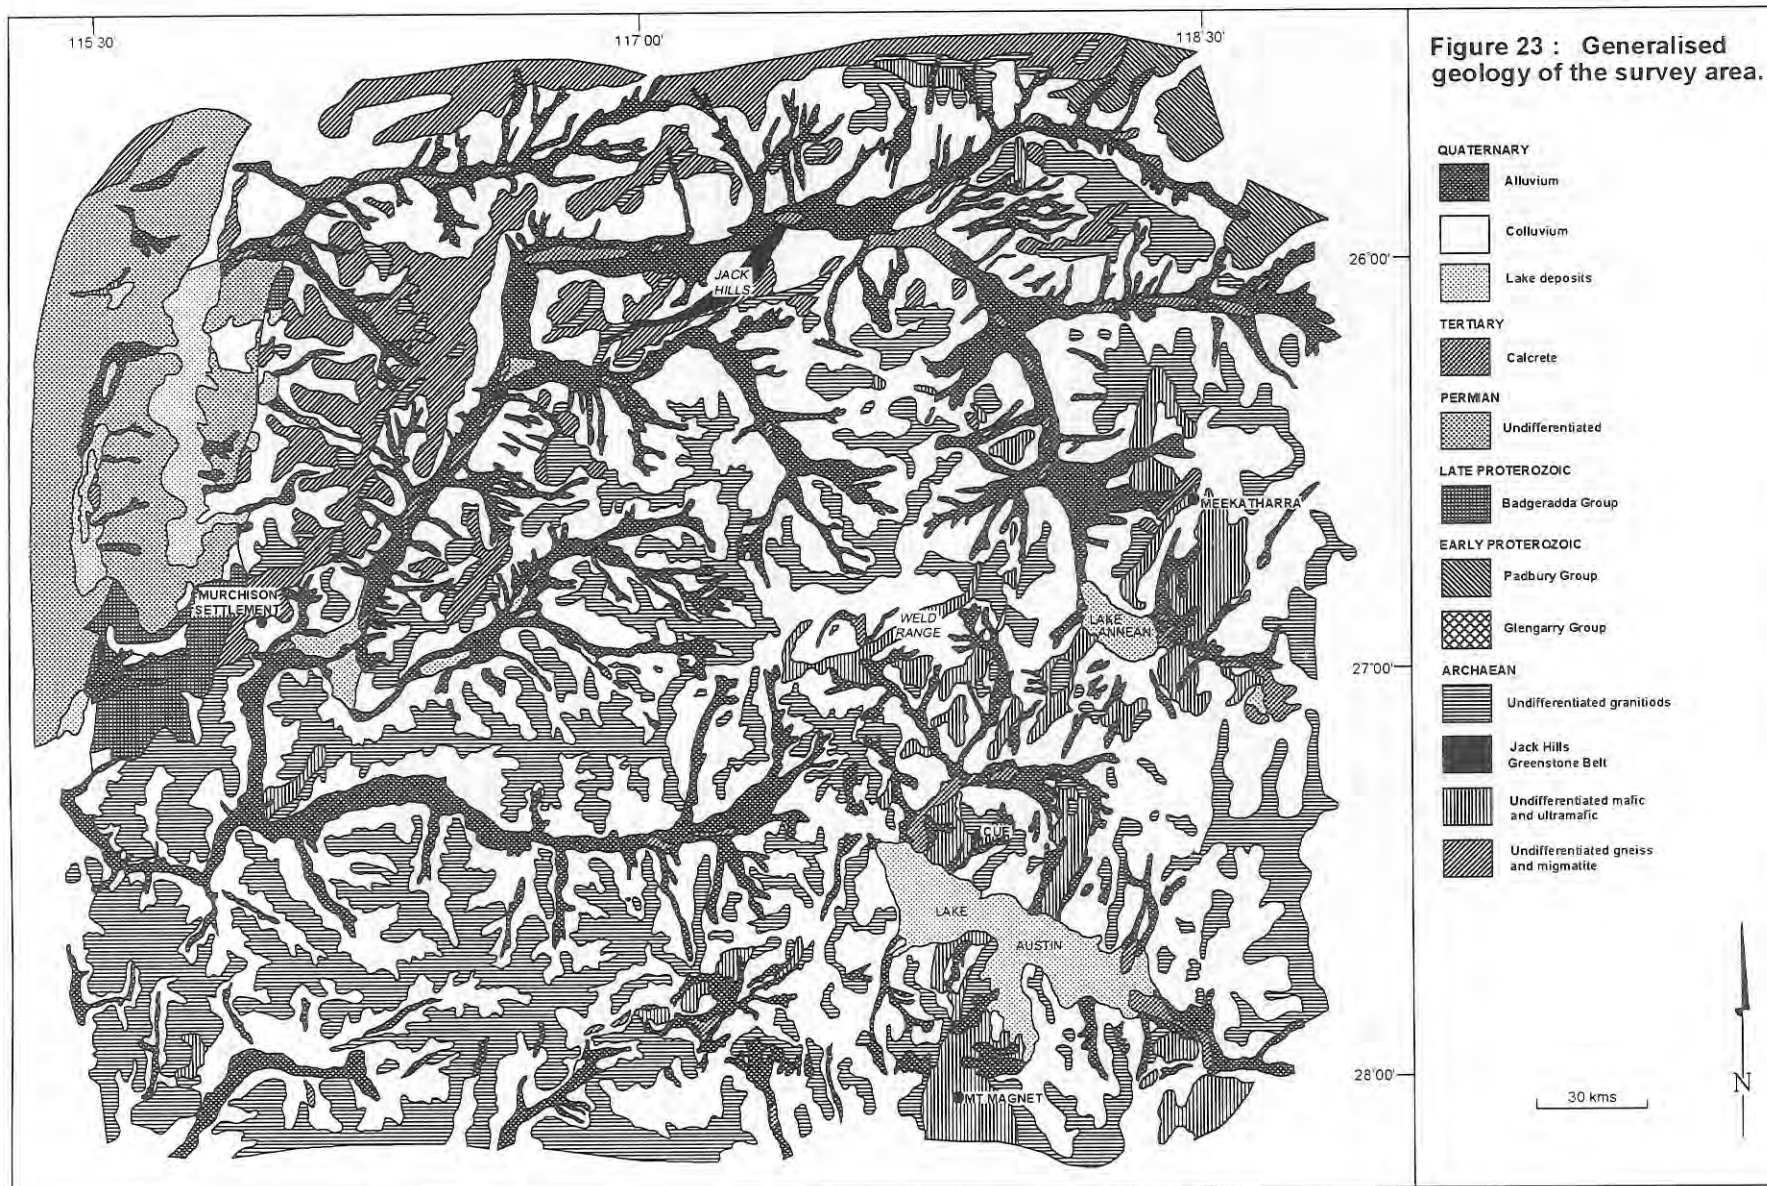 115 30'
117 00'
118 30'
Figure 23 : Generalised
geology of the survey area.
QUATERNARY
Alluvium
Colluvium
Lake deposits
TERTIARY
Calcrete
PERMIAN
Undifferentiated
LATE PROTEROZOIC
Badgeradda Group
EARLY PROTEROZOIC
Padbury Group
Glengarry Group
ARCHAEAN
Undifferentiated granitiods
Jack Hills
Greenstone Belt
Undifferentiated mafic
and ultramafic
Undifferentiated gneiss
and migmatite
26°00'
27°00'
28°00'
JACK
HILLS
MEEKATHARRA
MURCHISON
SETTLEMENT
WELD
RANGE
LAKE
ANNEAN
CUE
LAKE
AUSTIN
MT MAGNET
30 kms
N